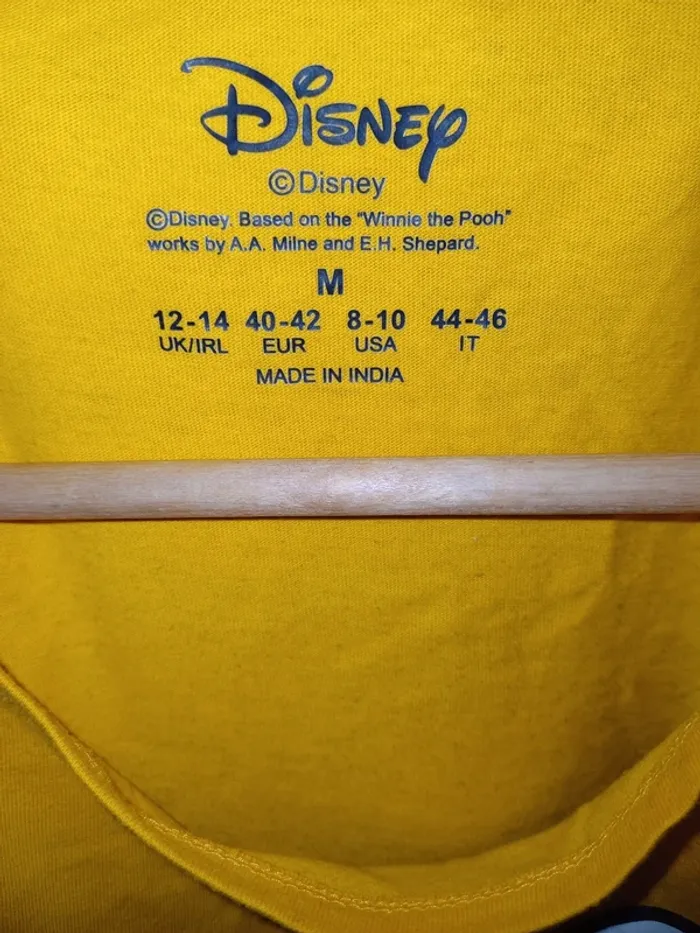 Disney
©Disney
©Disney. Based on the "Winnie the Pooh"
works by A.A. Milne and E.H. Shepard.
M
12-14 40-42 8-10 44-46
UK/IRL EUR USA IT
MADE IN INDIA